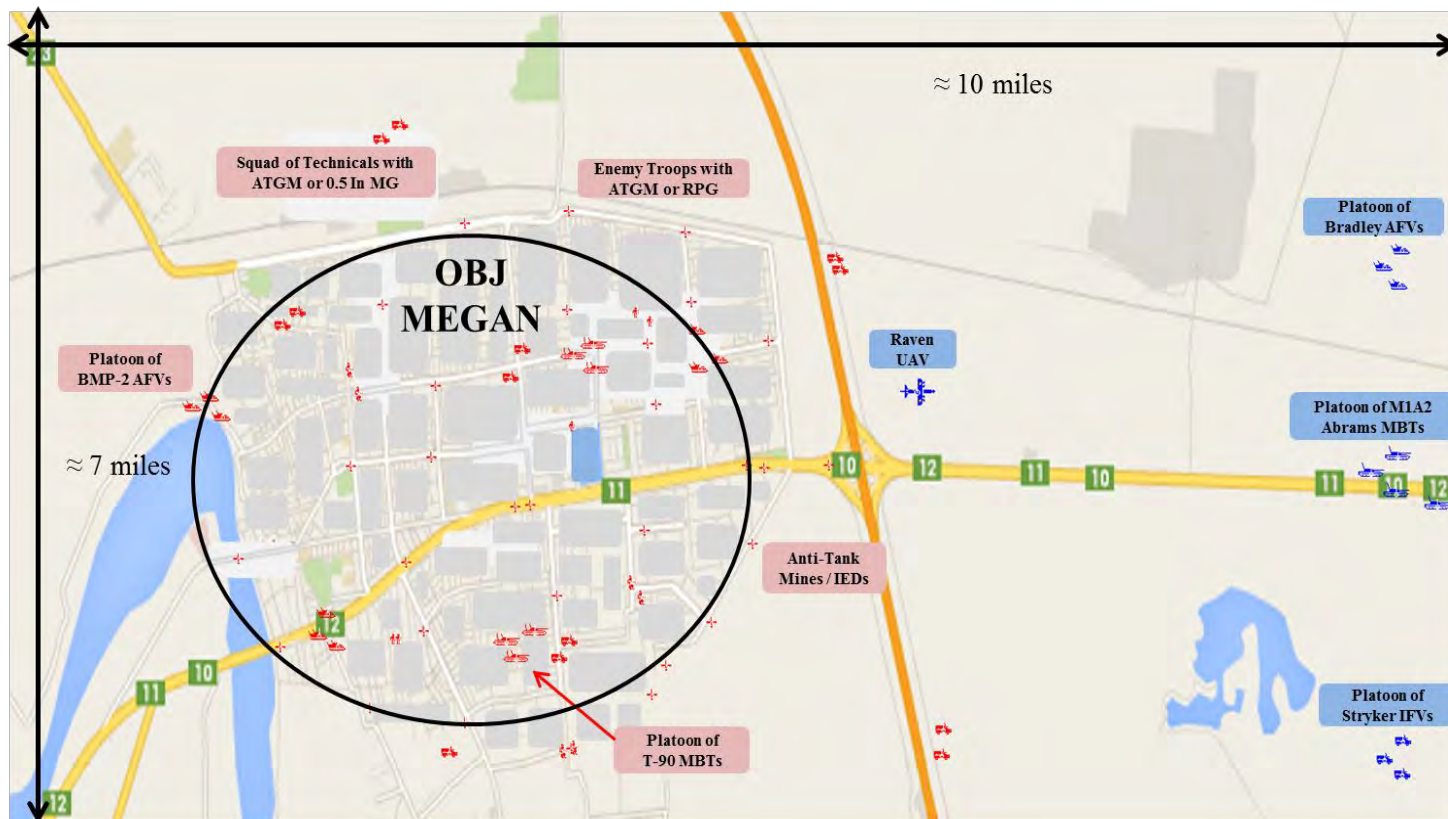 ≈ 10 miles
Squad of Technicals with
ATGM or 0.5 In MG
Enemy Troops with
ATGM or RPG
Platoon of
Bradley AFVs
OBJ
MEGAN
Raven
UAV
Platoon of
BMP-2 AFVs
Platoon of M1A2
Abrams MBTs
≈ 7 miles
10
12
11
10
11
10
12
11
Anti-Tank
Mines / IEDs
12
10
11
Platoon of
Stryker IFVs
Platoon of
T-90 MBTs
12